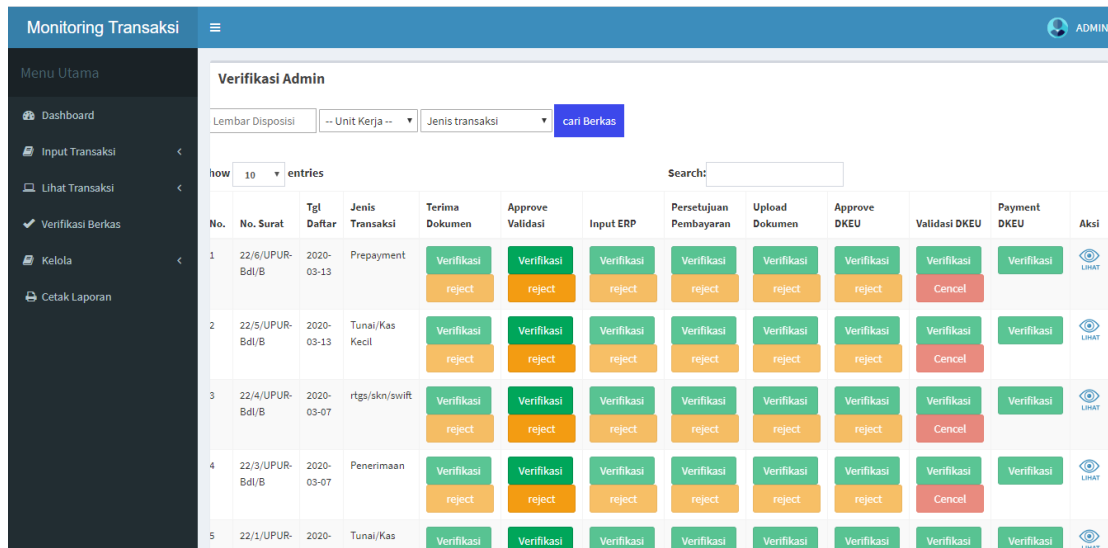 Monitoring Transaksi
ADMIN
Menu Utama
Dashboard
Input Transaksi
Lihat Transaksi
Verifikasi Berkas
Kelola
Cetak Laporan
Verifikasi Admin
Lembar Disposisi -- Unit Kerja -- Jenis transaksi cari Berkas
how 10 entries Search:
No. No. Surat Tgl Daftar Jenis Transaksi Terima Dokumen Approve Validasi Input ERP Persetujuan Pembayaran Upload Dokumen Approve DKEU Validasi DKEU Payment DKEU Aksi
1 22/6/UPUR- 2020- Prepayment Verifikasi Verifikasi Verifikasi Verifikasi Verifikasi Verifikasi Verifikasi Verifikasi LIHAT
Bdl/B 03-13 reject reject reject reject reject reject Cencel
2 22/5/UPUR- 2020- Tunai/Kas Verifikasi Verifikasi Verifikasi Verifikasi Verifikasi Verifikasi Verifikasi Verifikasi LIHAT
Bdl/B 03-13 Kecil reject reject reject reject reject reject Cencel
3 22/4/UPUR- 2020- rtgs/skn/swift Verifikasi Verifikasi Verifikasi Verifikasi Verifikasi Verifikasi Verifikasi Verifikasi LIHAT
Bdl/B 03-07 reject reject reject reject reject reject Cencel
4 22/3/UPUR- 2020- Penerimaan Verifikasi Verifikasi Verifikasi Verifikasi Verifikasi Verifikasi Verifikasi Verifikasi LIHAT
Bdl/B 03-07 reject reject reject reject reject reject Cencel
5 22/1/UPUR- 2020- Tunai/Kas Verifikasi Verifikasi Verifikasi Verifikasi Verifikasi Verifikasi Verifikasi Verifikasi LIHAT